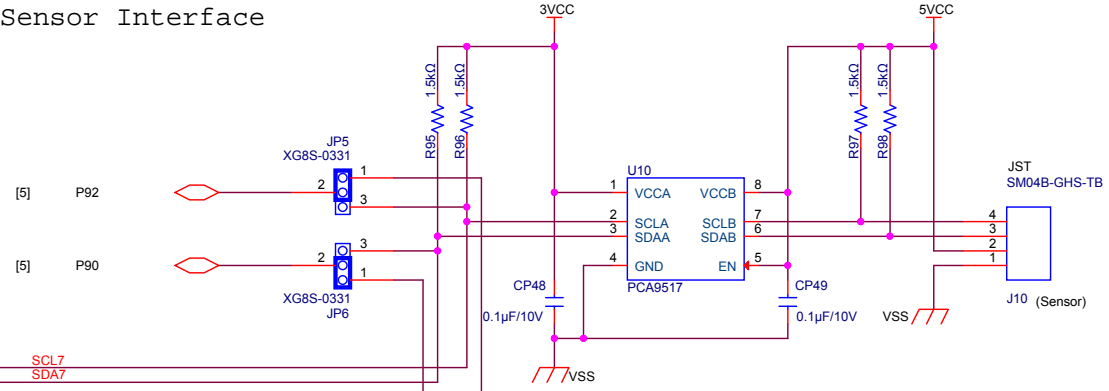 Sensor Interface
3VCC
5VCC
1.5kΩ
1.5kΩ
1.5kΩ
1.5kΩ
R95
R96
R97
R98
JP5
XG8S-0331
1
2
3
[5] P92
U10
1 VCCA VCCB 8
2 SCLA SCLB 7
3 SDAA SDAB 6
4 GND EN 5
PCA9517
JST
SM04B-GHS-TB
4
3
2
1
J10 (Sensor)
[5] P90
3
2
1
XG8S-0331
JP6
CP48
0.1µF/10V
CP49
0.1µF/10V
VSS
VSS
SCL7
SDA7